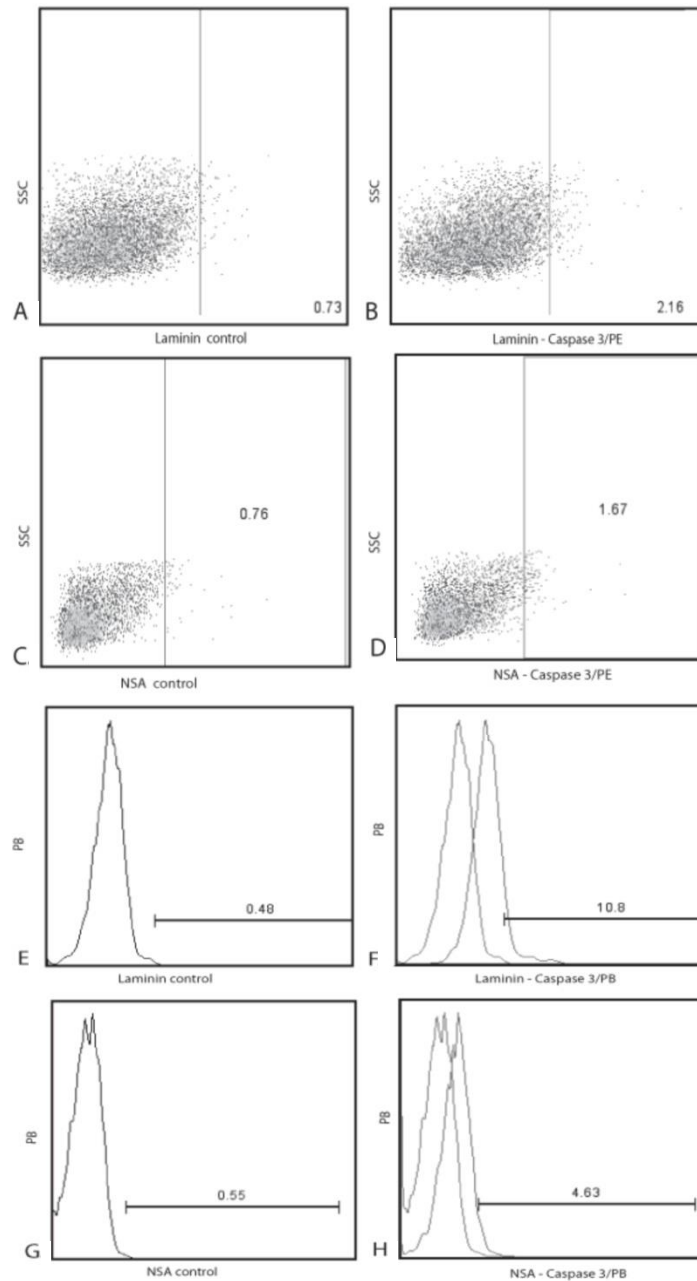 SSC
A
0.73
Laminin control
SSC
B
2.16
Laminin - Caspase 3/PE
SSC
0.76
C
NSA control
SSC
1.67
D
NSA - Caspase 3/PE
PB
0.48
E
Laminin control
PB
10.8
F
Laminin - Caspase 3/PB
PB
0.55
G
NSA control
PB
4.63
H
NSA - Caspase 3/PB